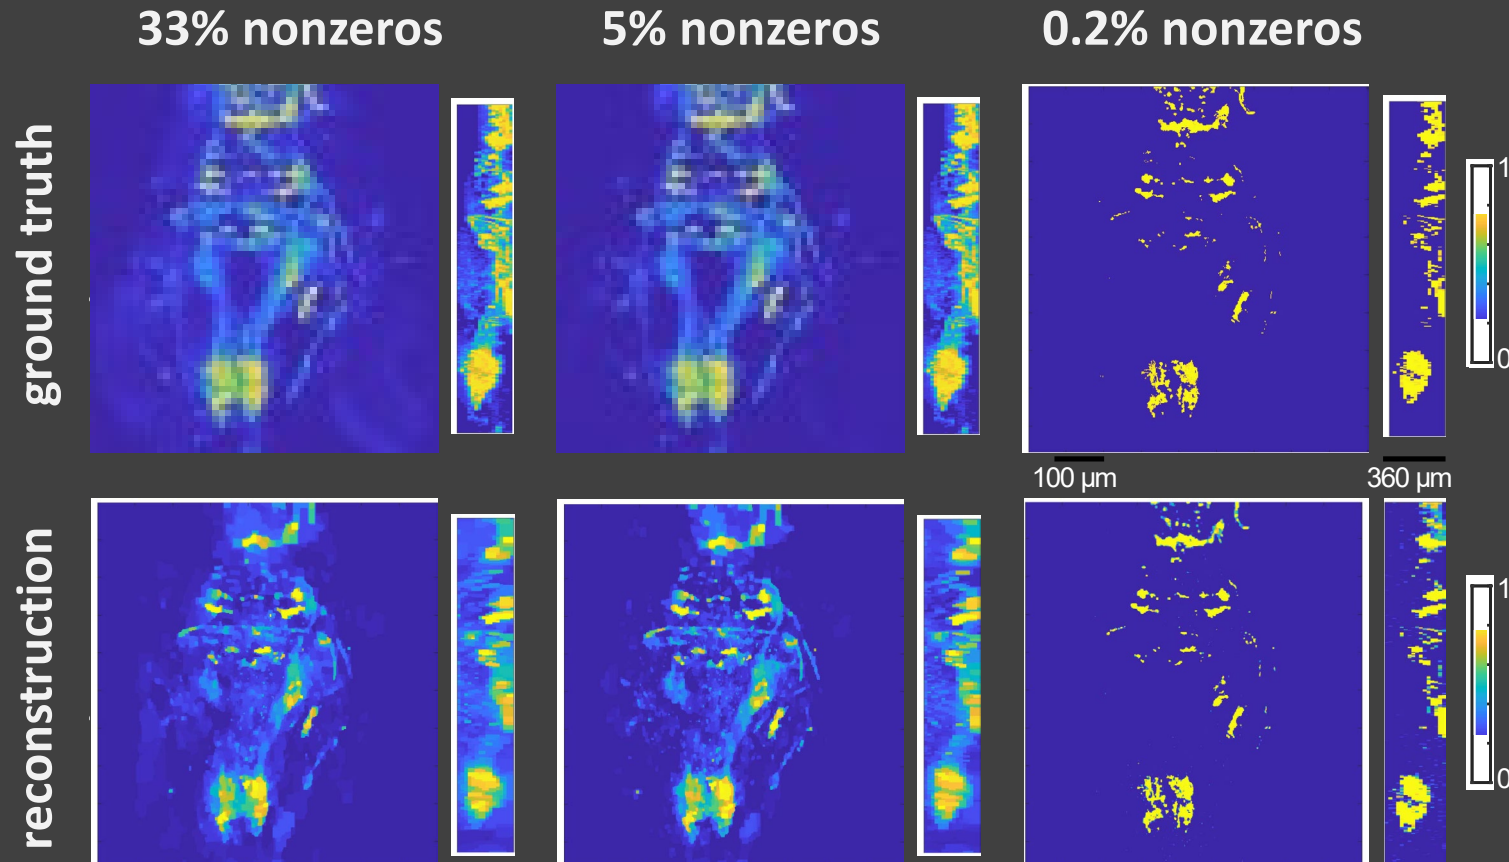 33% nonzeros
5% nonzeros
0.2% nonzeros
ground truth
1
0
100 µm
360 µm
reconstruction
1
0